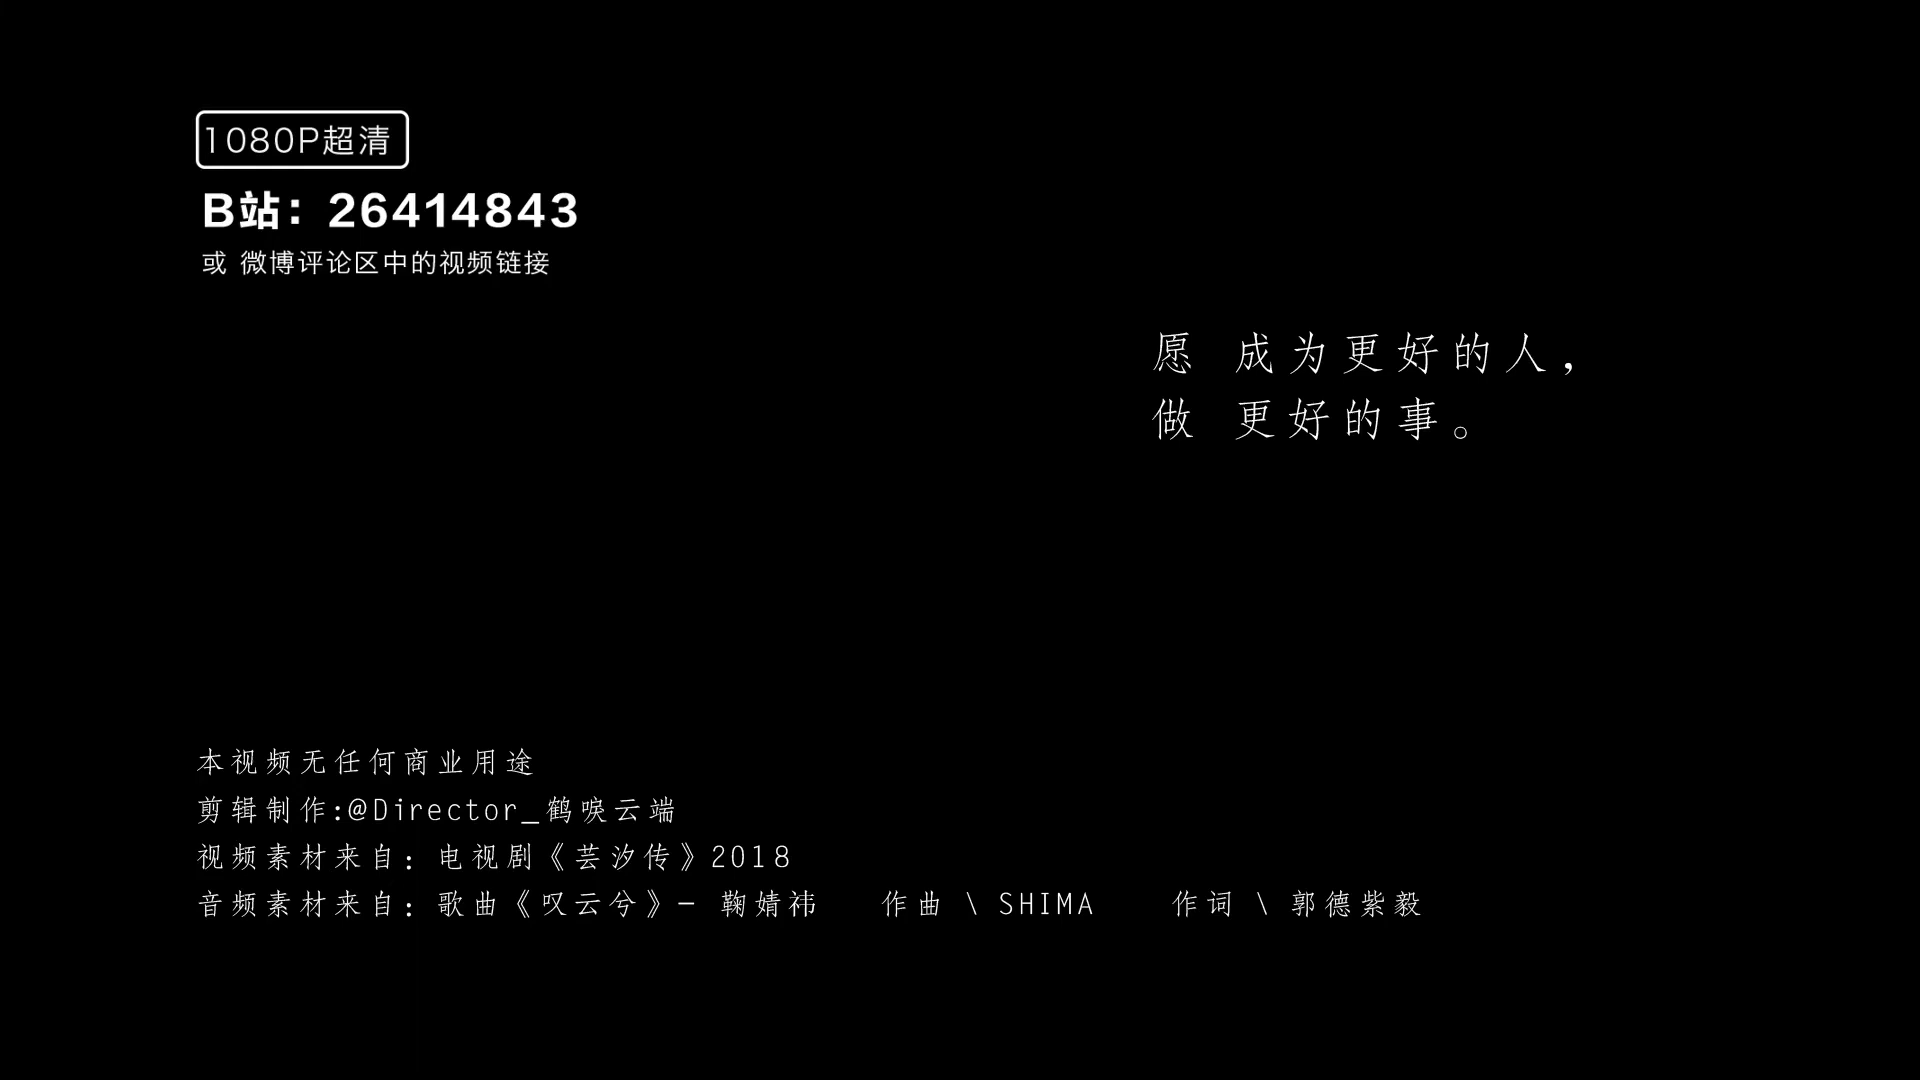 1080P超清
B站：26414843
或 微博评论区中的视频链接
愿 成为更好的人，
做 更好的事。
本视频无任何商业用途
剪辑制作:@Director_鹤唳云端
视频素材来自：电视剧《芸汐传》2018
音频素材来自：歌曲《叹云兮》– 鞠婧祎 作曲 \ SHIMA 作词 \ 郭德紫毅